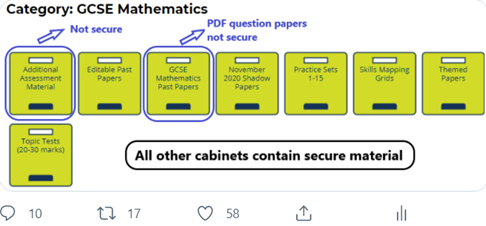 Category: GCSE Mathematics
Not secure
PDF question papers
not secure
Additional
Assessment
Material
Editable Past
Papers
GCSE
Mathematics
Past Papers
November
2020 Shadow
Papers
Practice Sets
1-15
Skills Mapping
Grids
Themed
Papers
Topic Tests
(20-30 marks)
All other cabinets contain secure material
10 17 58